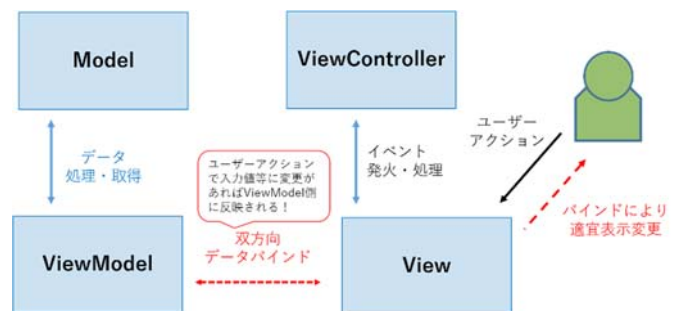 Model
ViewController
ユーザー
アクション
データ
処理・取得
イベント
発火・処理
ユーザーアクション
で入力値等に変更が
あればViewModel側
に反映される！
双方向
データバインド
バインドにより
適宜表示変更
ViewModel
View